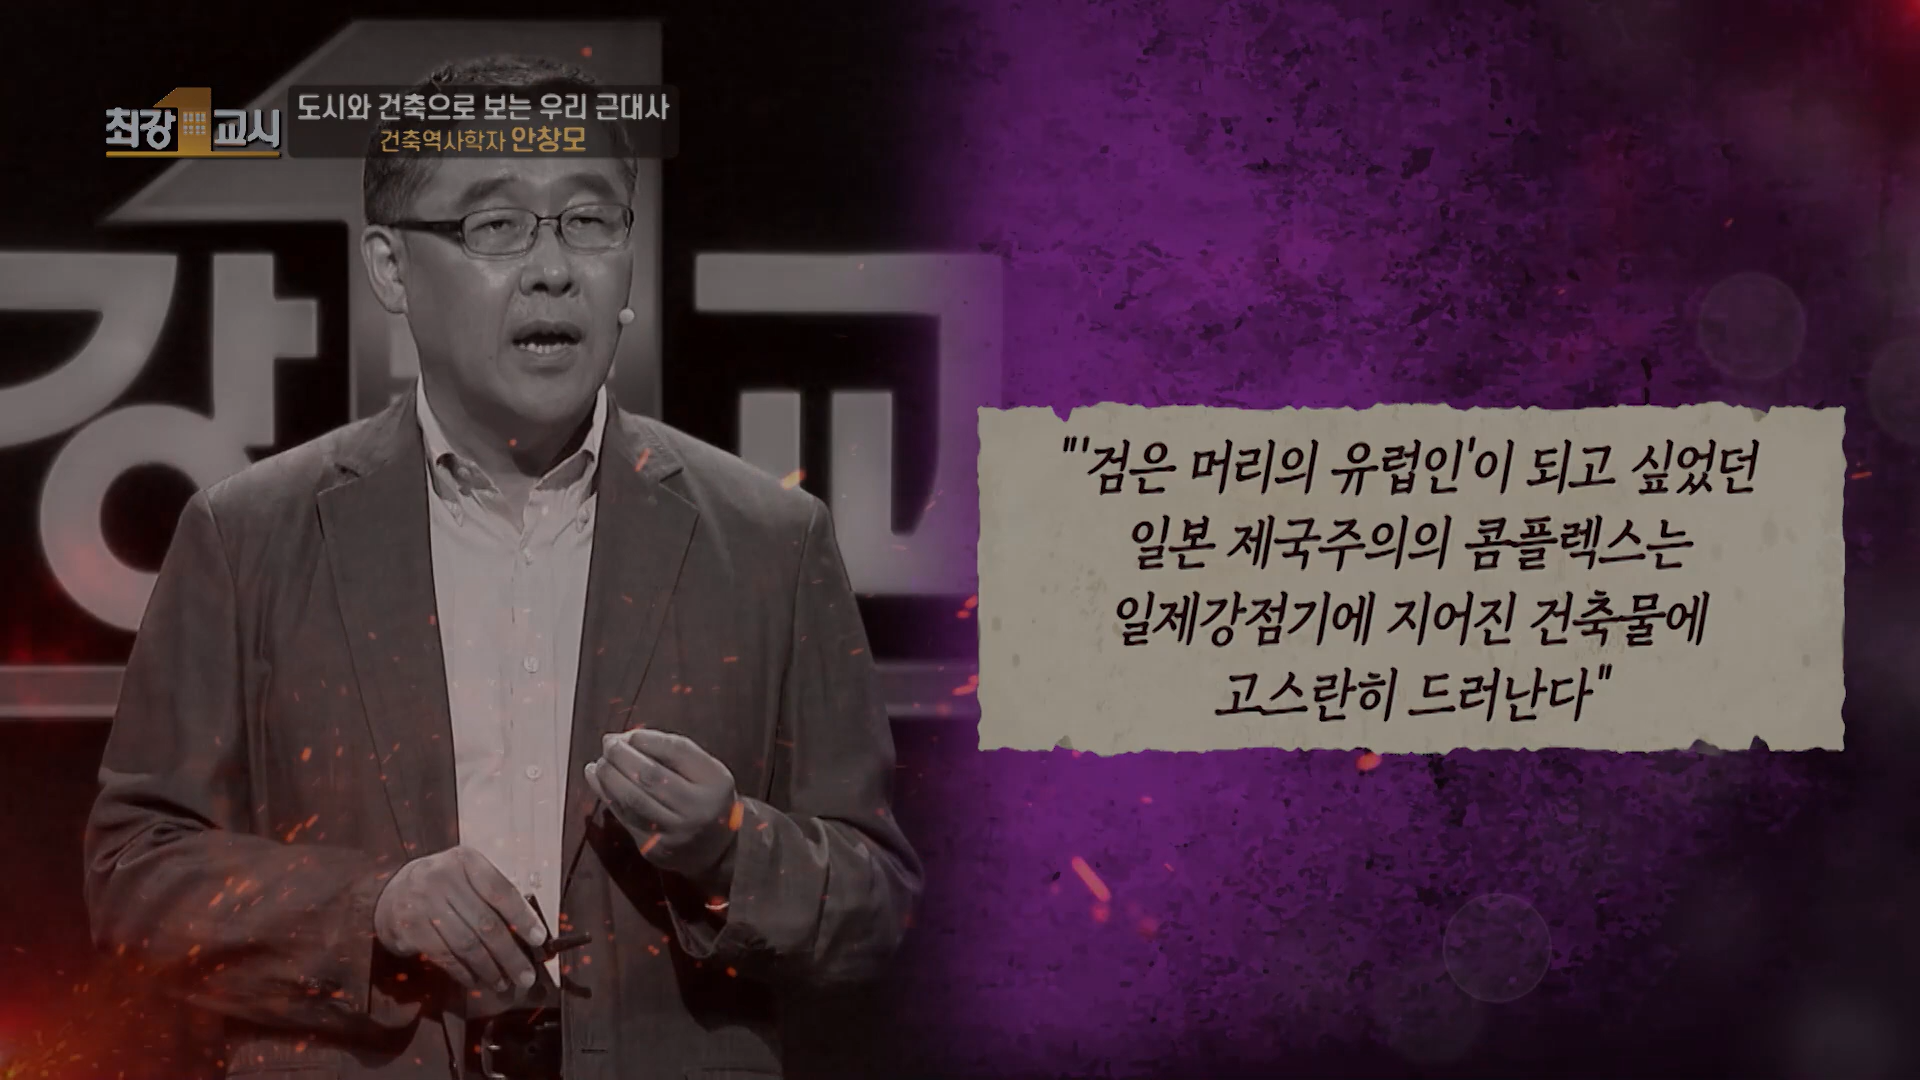 최강1교시
도시와 건축으로 보는 우리 근대사
건축역사학자 안창모
강 교
"'검은 머리의 유럽인'이 되고 싶었던
일본 제국주의의 콤플렉스는
일제강점기에 지어진 건축물에
고스란히 드러난다"